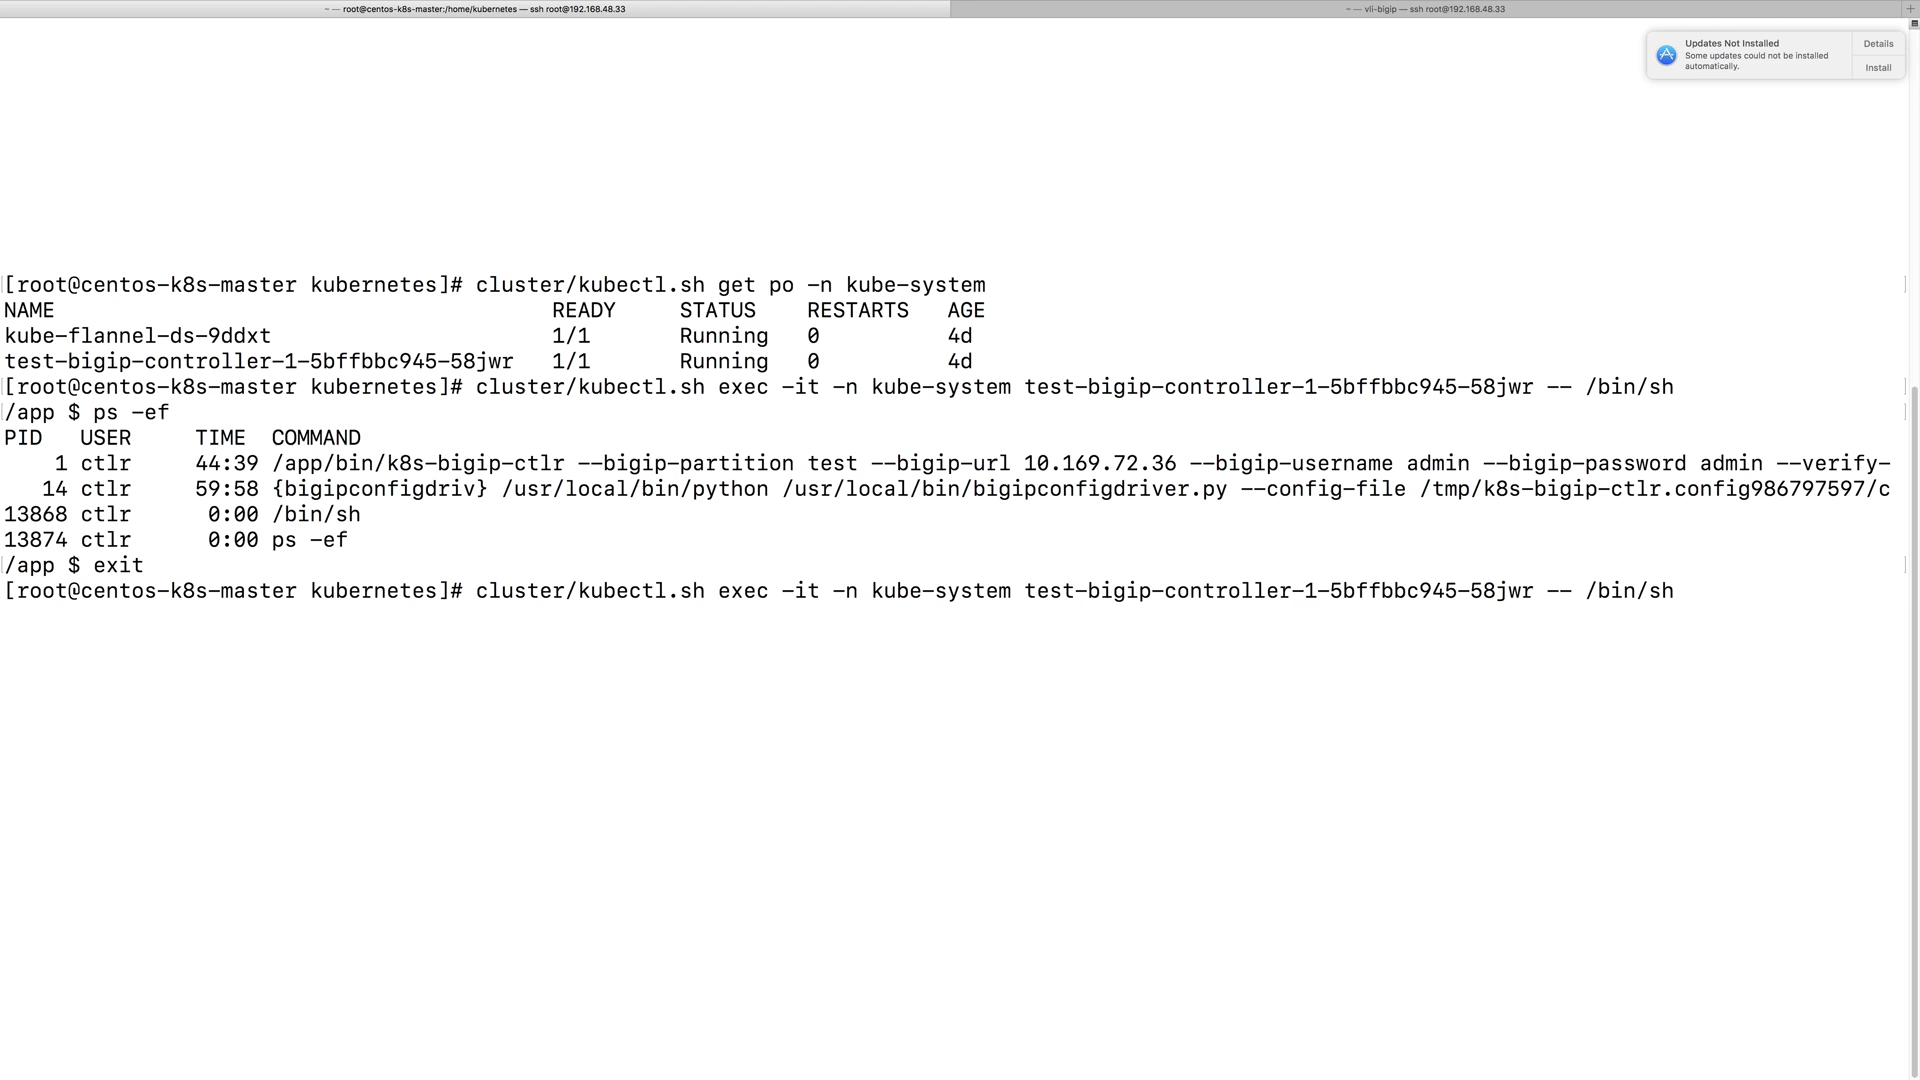 ~ — root@centos-k8s-master:/home/kubernetes — ssh root@192.168.48.33
~ — vli-bigip — ssh root@192.168.48.33
+
Updates Not Installed
Some updates could not be installed
automatically.
Details
Install
[root@centos-k8s-master kubernetes]# cluster/kubectl.sh get po -n kube-system
NAME READY STATUS RESTARTS AGE
kube-flannel-ds-9ddxt 1/1 Running 0 4d
test-bigip-controller-1-5bffbbc945-58jwr 1/1 Running 0 4d
[root@centos-k8s-master kubernetes]# cluster/kubectl.sh exec -it -n kube-system test-bigip-controller-1-5bffbbc945-58jwr -- /bin/sh
/app $ ps -ef
PID USER TIME COMMAND
1 ctlr 44:39 /app/bin/k8s-bigip-ctlr --bigip-partition test --bigip-url 10.169.72.36 --bigip-username admin --bigip-password admin --verify-
14 ctlr 59:58 {bigipconfigdriv} /usr/local/bin/python /usr/local/bin/bigipconfigdriver.py --config-file /tmp/k8s-bigip-ctlr.config986797597/c
13868 ctlr 0:00 /bin/sh
13874 ctlr 0:00 ps -ef
/app $ exit
[root@centos-k8s-master kubernetes]# cluster/kubectl.sh exec -it -n kube-system test-bigip-controller-1-5bffbbc945-58jwr -- /bin/sh